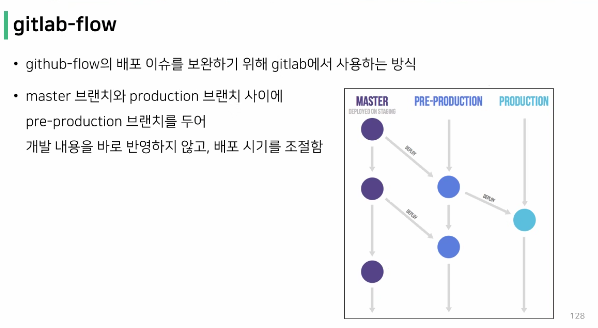 gitlab-flow
• github-flow의 배포 이슈를 보완하기 위해 gitlab에서 사용하는 방식
• master 브랜치와 production 브랜치 사이에
pre-production 브랜치를 두어
개발 내용을 바로 반영하지 않고, 배포 시기를 조절함
MASTER PRE-PRODUCTION PRODUCTION
DEPLOYED ON STAGING
DEPLOY
DEPLOY
DEPLOY
128